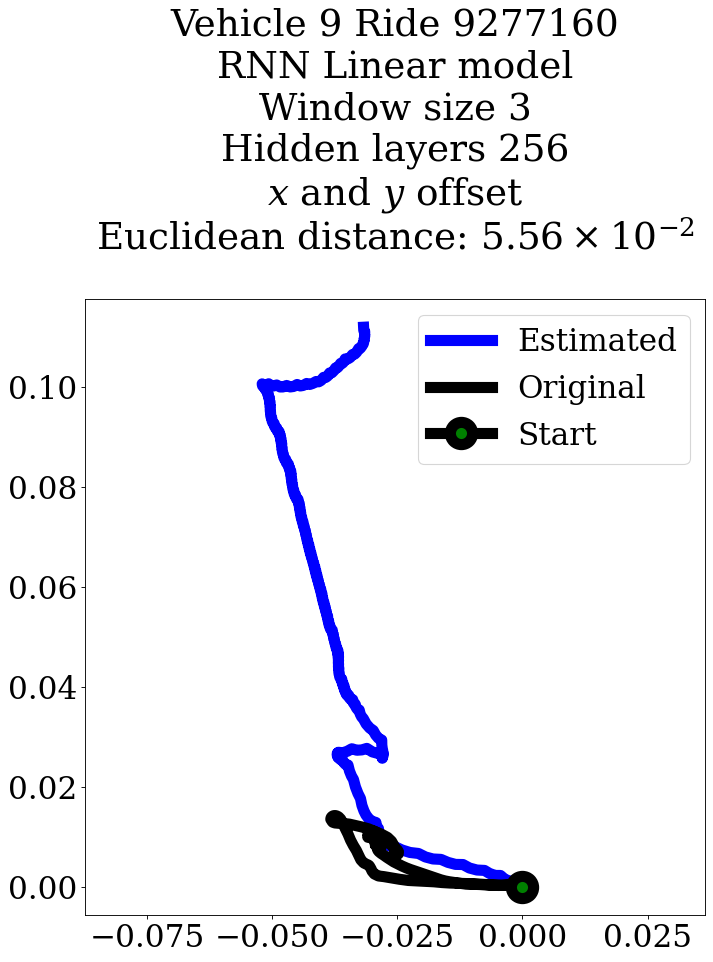 Vehicle 9 Ride 9277160
RNN Linear model
Window size 3
Hidden layers 256
x and y offset
Euclidean distance: 5.56 × 10⁻²
Estimated
Original
Start
0.10
0.08
0.06
0.04
0.02
0.00
−0.075 −0.050 −0.025 0.000 0.025